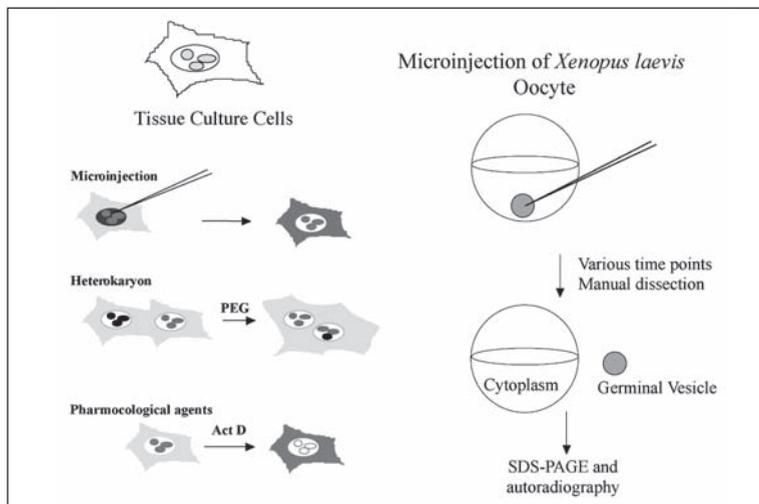 Tissue Culture Cells
Microinjection
Heterokaryon
PEG
Pharmocological agents
Act D
Microinjection of Xenopus laevis
Oocyte
Various time points
Manual dissection
Cytoplasm
Germinal Vesicle
SDS-PAGE and
autoradiography